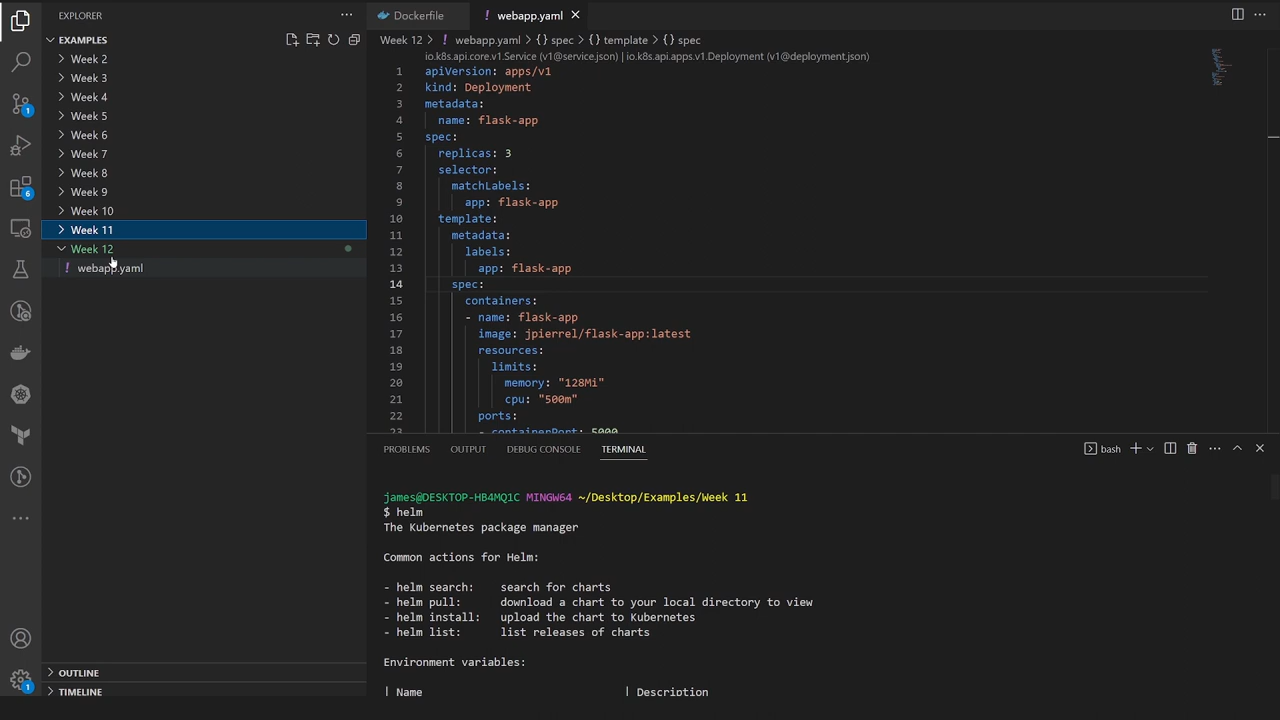 EXPLORER
EXAMPLES
Week 2
Week 3
Week 4
Week 5
Week 6
Week 7
Week 8
Week 9
Week 10
Week 11
Week 12
! webapp.yaml
OUTLINE
TIMELINE
1
6
1
Dockerfile
! webapp.yaml
Week 12 > ! webapp.yaml > {} spec > {} template > {} spec
io.k8s.api.core.v1.Service (v1@service.json) | io.k8s.api.apps.v1.Deployment (v1@deployment.json)
1 apiVersion: apps/v1
2 kind: Deployment
3 metadata:
4 name: flask-app
5 spec:
6 replicas: 3
7 selector:
8 matchLabels:
9 app: flask-app
10 template:
11 metadata:
12 labels:
13 app: flask-app
14 spec:
15 containers:
16 - name: flask-app
17 image: jpierrel/flask-app:latest
18 resources:
19 limits:
20 memory: "128Mi"
21 cpu: "500m"
22 ports:
23 - containerPort: 5000
PROBLEMS OUTPUT DEBUG CONSOLE TERMINAL
bash
james@DESKTOP-HB4MQ1C MINGW64 ~/Desktop/Examples/Week 11
$ helm
The Kubernetes package manager
Common actions for Helm:
- helm search: search for charts
- helm pull: download a chart to your local directory to view
- helm install: upload the chart to Kubernetes
- helm list: list releases of charts
Environment variables:
| Name | Description